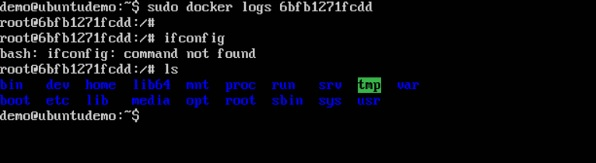 demo@ubuntudemo:~$ sudo docker logs 6bfb1271fcdd
root@6bfb1271fcdd:/#
root@6bfb1271fcdd:/# ifconfig
bash: ifconfig: command not found
root@6bfb1271fcdd:/# ls
bin dev home lib64 mnt proc run srv tmp var
boot etc lib media opt root sbin sys usr
demo@ubuntudemo:~$